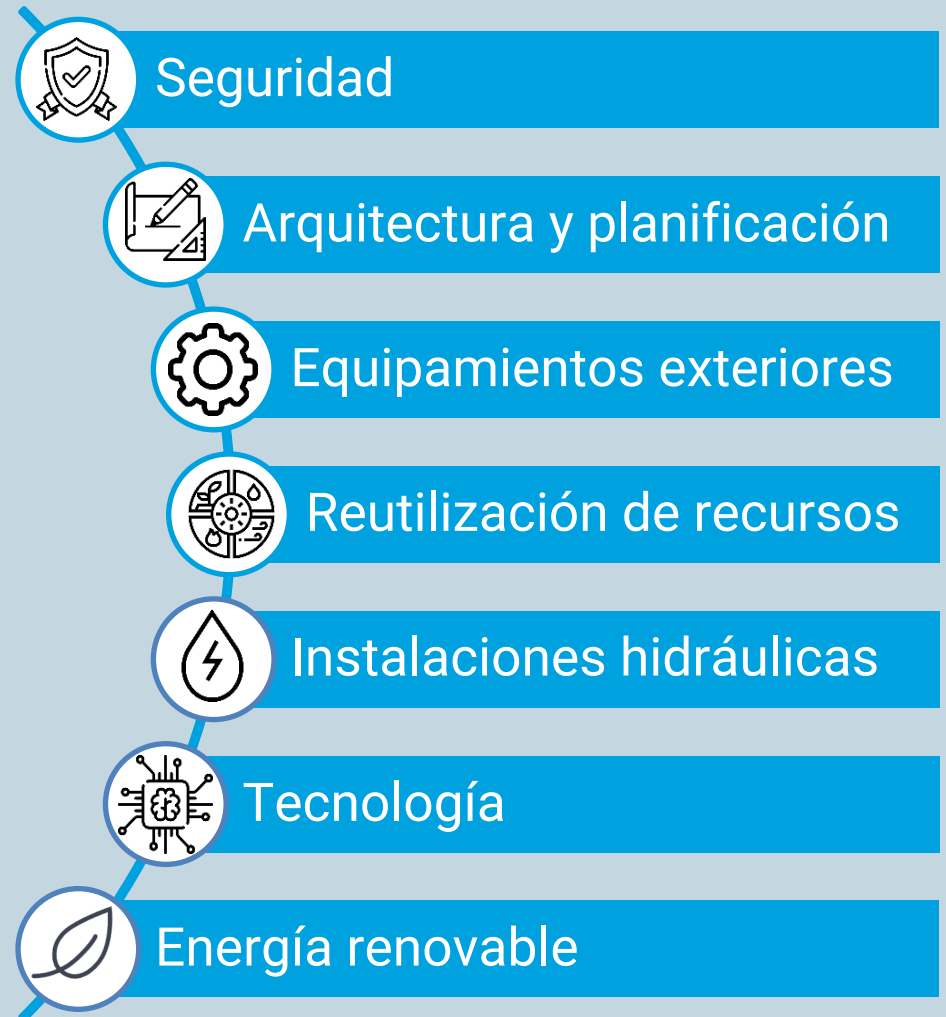 Seguridad
Arquitectura y planificación
Equipamientos exteriores
Reutilización de recursos
Instalaciones hidráulicas
Tecnología
Energía renovable